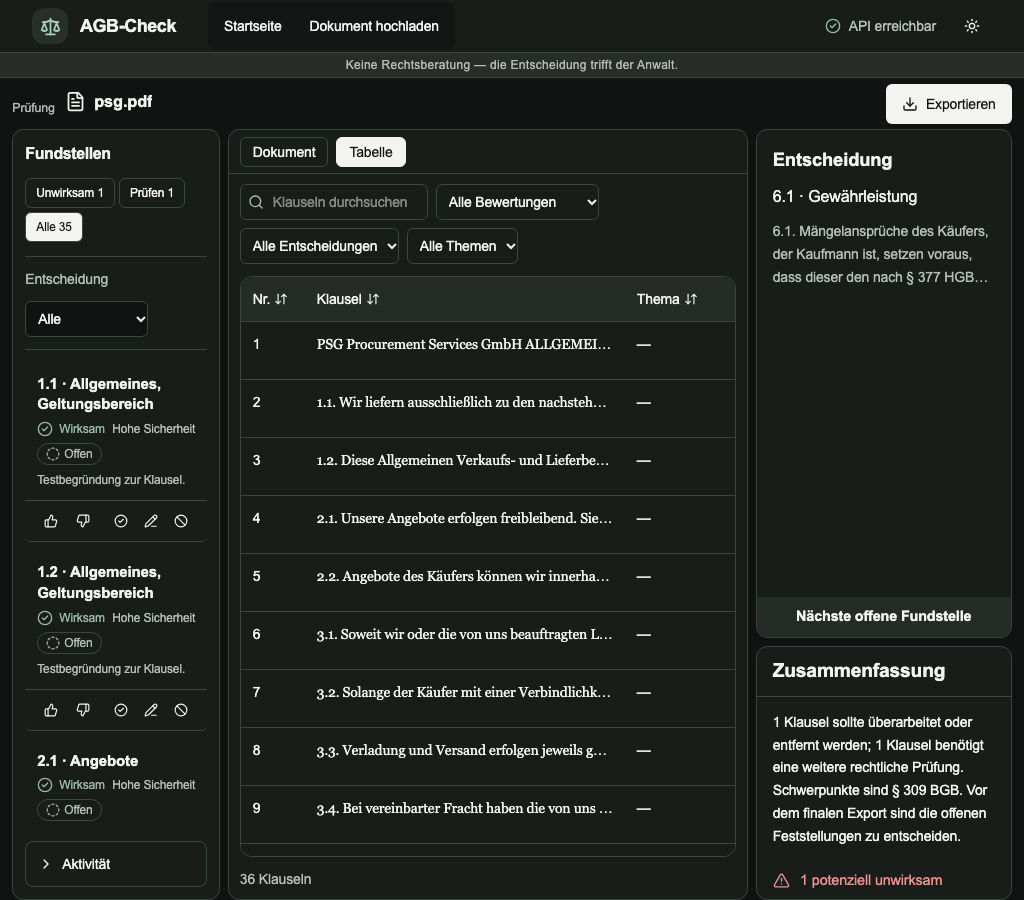 AGB-Check
Startseite
Dokument hochladen
API erreichbar
Keine Rechtsberatung — die Entscheidung trifft der Anwalt.
Prüfung
psg.pdf
Exportieren
Fundstellen
Unwirksam 1
Prüfen 1
Alle 35
Entscheidung
Alle
1.1 · Allgemeines,
Geltungsbereich
Wirksam Hohe Sicherheit
Offen
Testbegründung zur Klausel.
1.2 · Allgemeines,
Geltungsbereich
Wirksam Hohe Sicherheit
Offen
Testbegründung zur Klausel.
2.1 · Angebote
Wirksam Hohe Sicherheit
Offen
Aktivität
Dokument
Tabelle
Klauseln durchsuchen
Alle Bewertungen
Alle Entscheidungen
Alle Themen
Nr. Klausel Thema
1 PSG Procurement Services GmbH ALLGEMEI… —
2 1.1. Wir liefern ausschließlich zu den nachsteh… —
3 1.2. Diese Allgemeinen Verkaufs- und Lieferbe… —
4 2.1. Unsere Angebote erfolgen freibleibend. Sie… —
5 2.2. Angebote des Käufers können wir innerha… —
6 3.1. Soweit wir oder die von uns beauftragten L… —
7 3.2. Solange der Käufer mit einer Verbindlichk… —
8 3.3. Verladung und Versand erfolgen jeweils g… —
9 3.4. Bei vereinbarter Fracht haben die von uns … —
36 Klauseln
Entscheidung
6.1 · Gewährleistung
6.1. Mängelansprüche des Käufers,
der Kaufmann ist, setzen voraus,
dass dieser den nach § 377 HGB…
Nächste offene Fundstelle
Zusammenfassung
1 Klausel sollte überarbeitet oder
entfernt werden; 1 Klausel benötigt
eine weitere rechtliche Prüfung.
Schwerpunkte sind § 309 BGB. Vor
dem finalen Export sind die offenen
Feststellungen zu entscheiden.
1 potenziell unwirksam